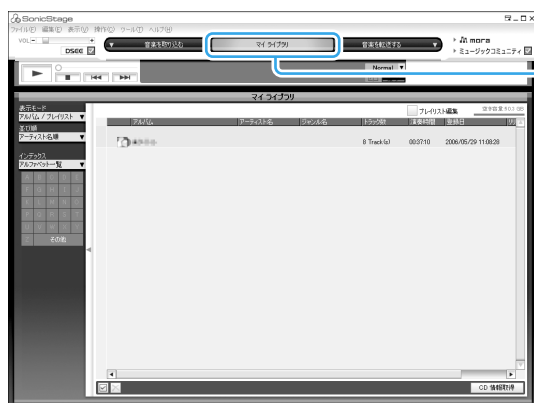 SonicStage
ファイル(F) 編集(E) 表示(V) 操作(O) ツール(T) ヘルプ(H)
VOL - +
DSEE
音楽を取り込む マイ ライブラリ 音楽を転送する
mora
ミュージックコミュニティ
Normal
マイ ライブラリ
表示モード
アルバム / プレイリスト
並び順
アーティスト名順
インデックス
アルファベット一覧
その他
プレイリスト編集
アルバム アーティスト名 ジャンル名 トラック数 演奏時間 登録日
8 Track(s) 00:37:10 2006/05/29 11:08:28
CD 情報取得